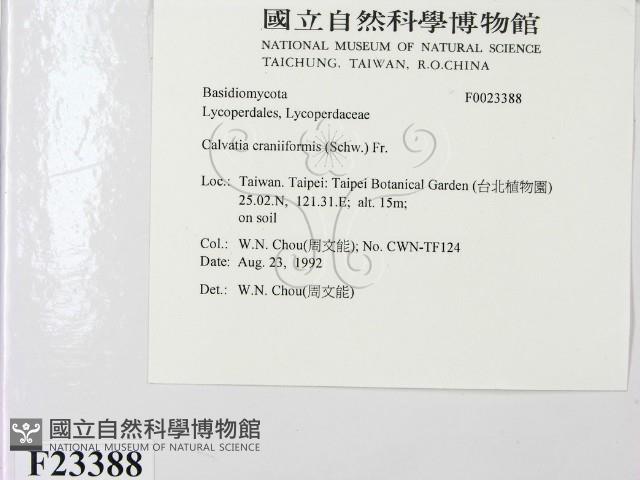 國立自然科學博物館
NATIONAL MUSEUM OF NATURAL SCIENCE
TAICHUNG, TAIWAN, R.O.CHINA
Basidiomycota F0023388
Lycoperdales, Lycoperdaceae
Calvatia craniiformis (Schw.) Fr.
Loc.: Taiwan. Taipei: Taipei Botanical Garden (台北植物園)
25.02.N, 121.31.E; alt. 15m;
on soil
Col.: W.N. Chou(周文能); No. CWN-TF124
Date: Aug. 23, 1992
Det.: W.N. Chou(周文能)
國立自然科學博物館
NATIONAL MUSEUM OF NATURAL SCIENCE
F23388